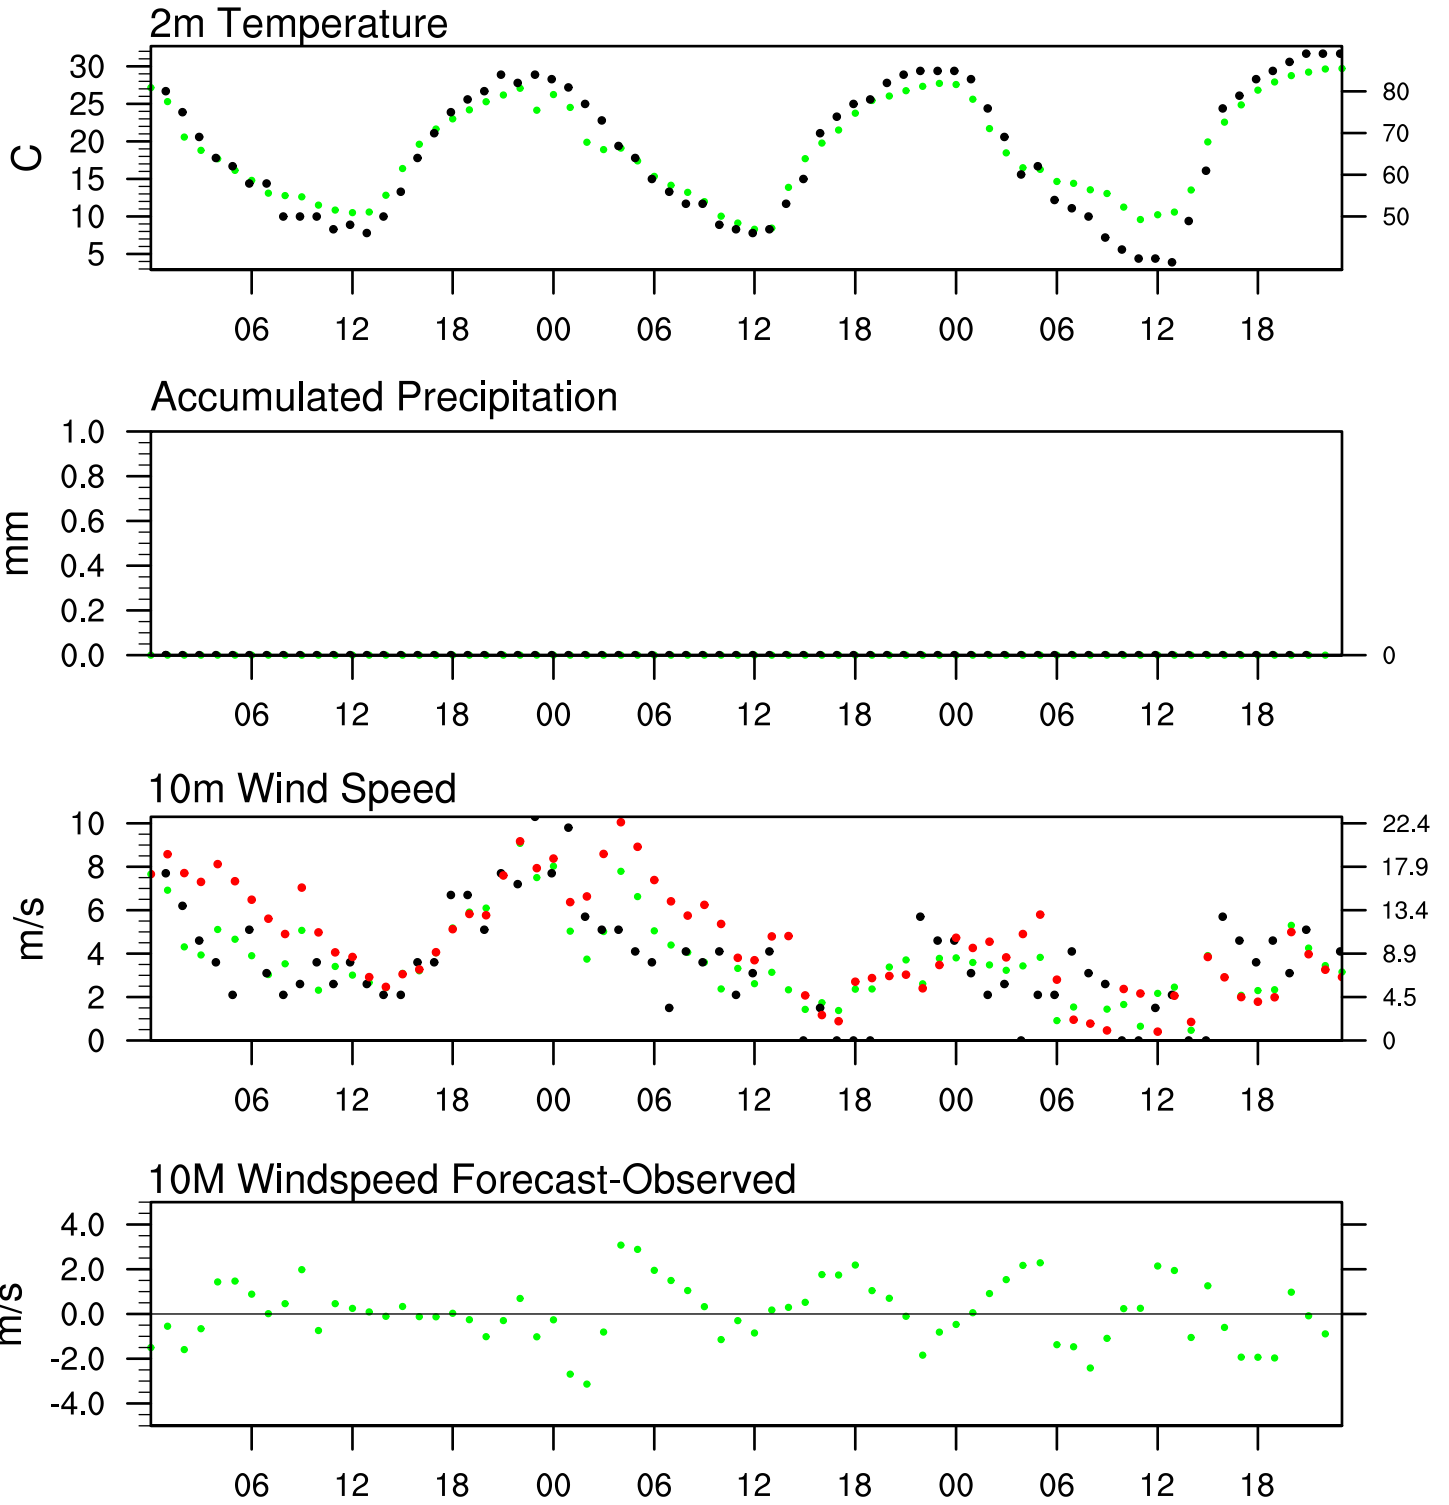 2m Temperature
30
25
20
15
10
5
C
80
70
60
50
06 12 18 00 06 12 18 00 06 12 18
Accumulated Precipitation
1.0
0.8
0.6
0.4
0.2
0.0
mm
0
06 12 18 00 06 12 18 00 06 12 18
10m Wind Speed
10
8
6
4
2
0
m/s
22.4
17.9
13.4
8.9
4.5
0
06 12 18 00 06 12 18 00 06 12 18
10M Windspeed Forecast-Observed
4.0
2.0
0.0
-2.0
-4.0
m/s
06 12 18 00 06 12 18 00 06 12 18